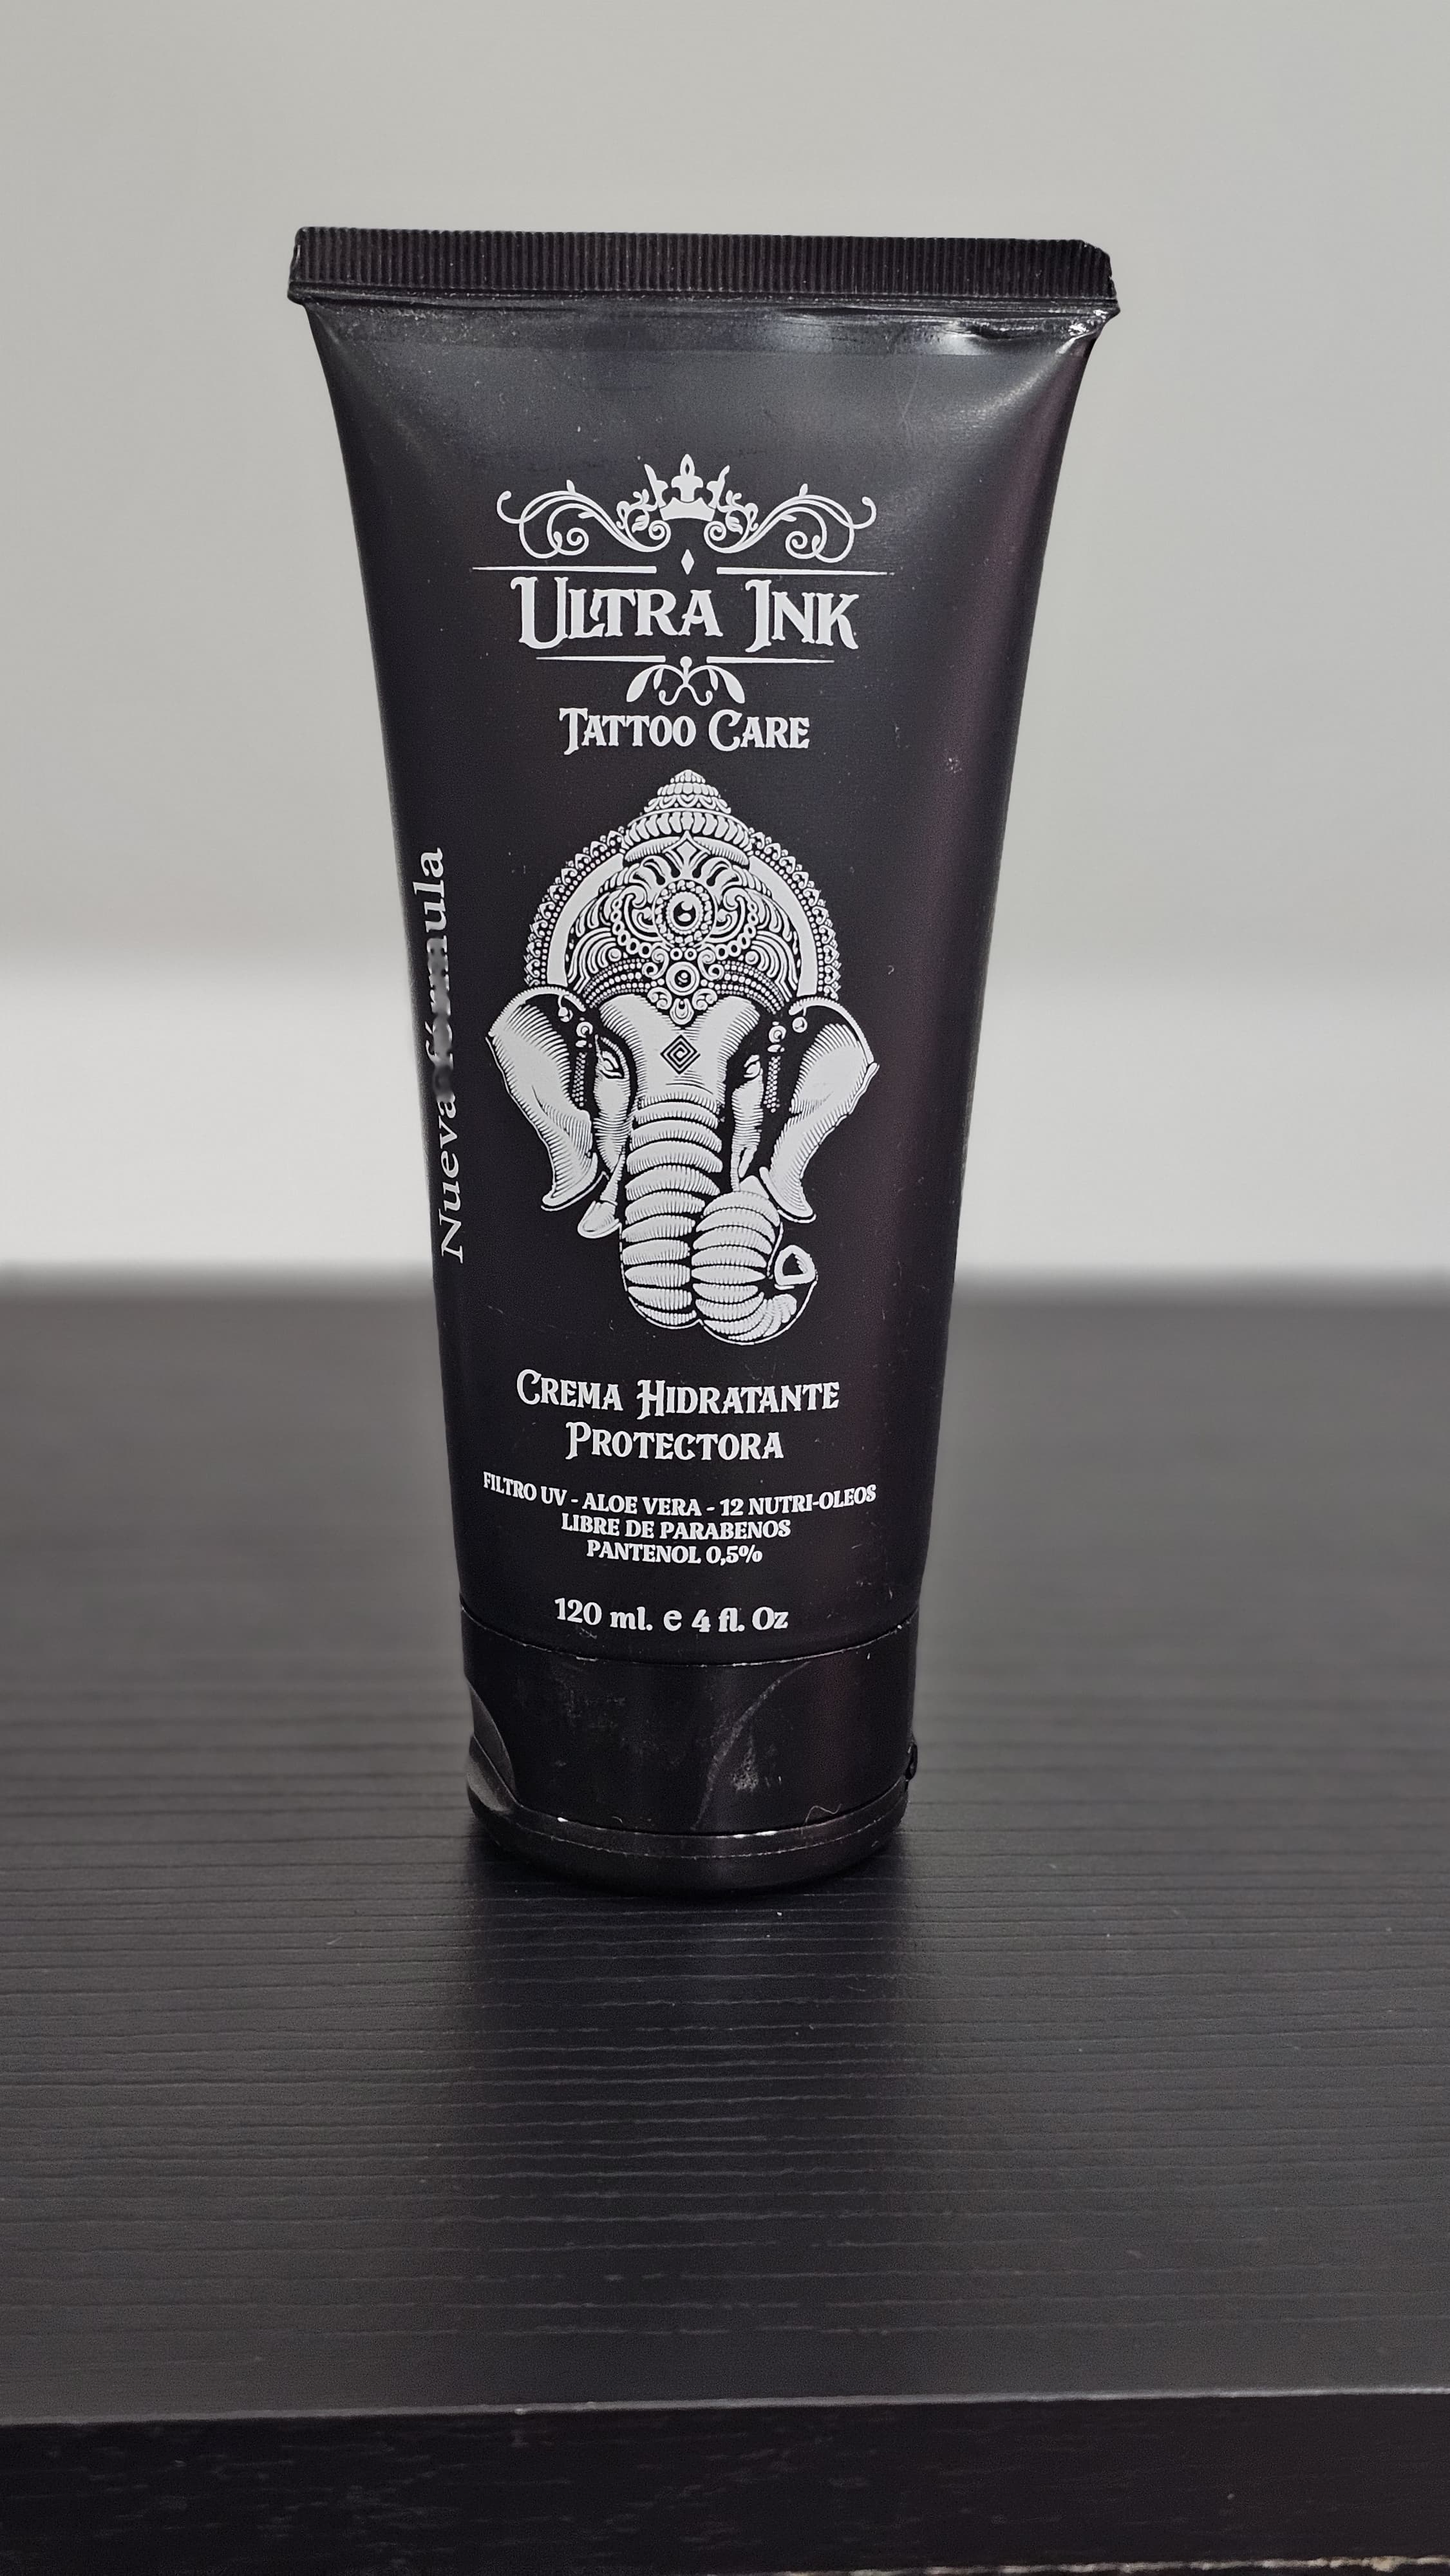 ULTRA INK
TATTOO CARE
Nueva fórmula
CREMA HIDRATANTE
PROTECTORA
FILTRO UV - ALOE VERA - 12 NUTRI-OLEOS
LIBRE DE PARABENOS
PANTENOL 0,5%
120 ml. e 4 fl. Oz